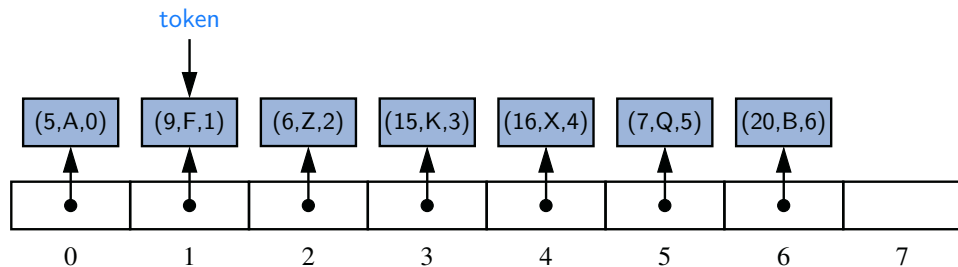 token
(5,A,0) (9,F,1) (6,Z,2) (15,K,3) (16,X,4) (7,Q,5) (20,B,6)
0 1 2 3 4 5 6 7